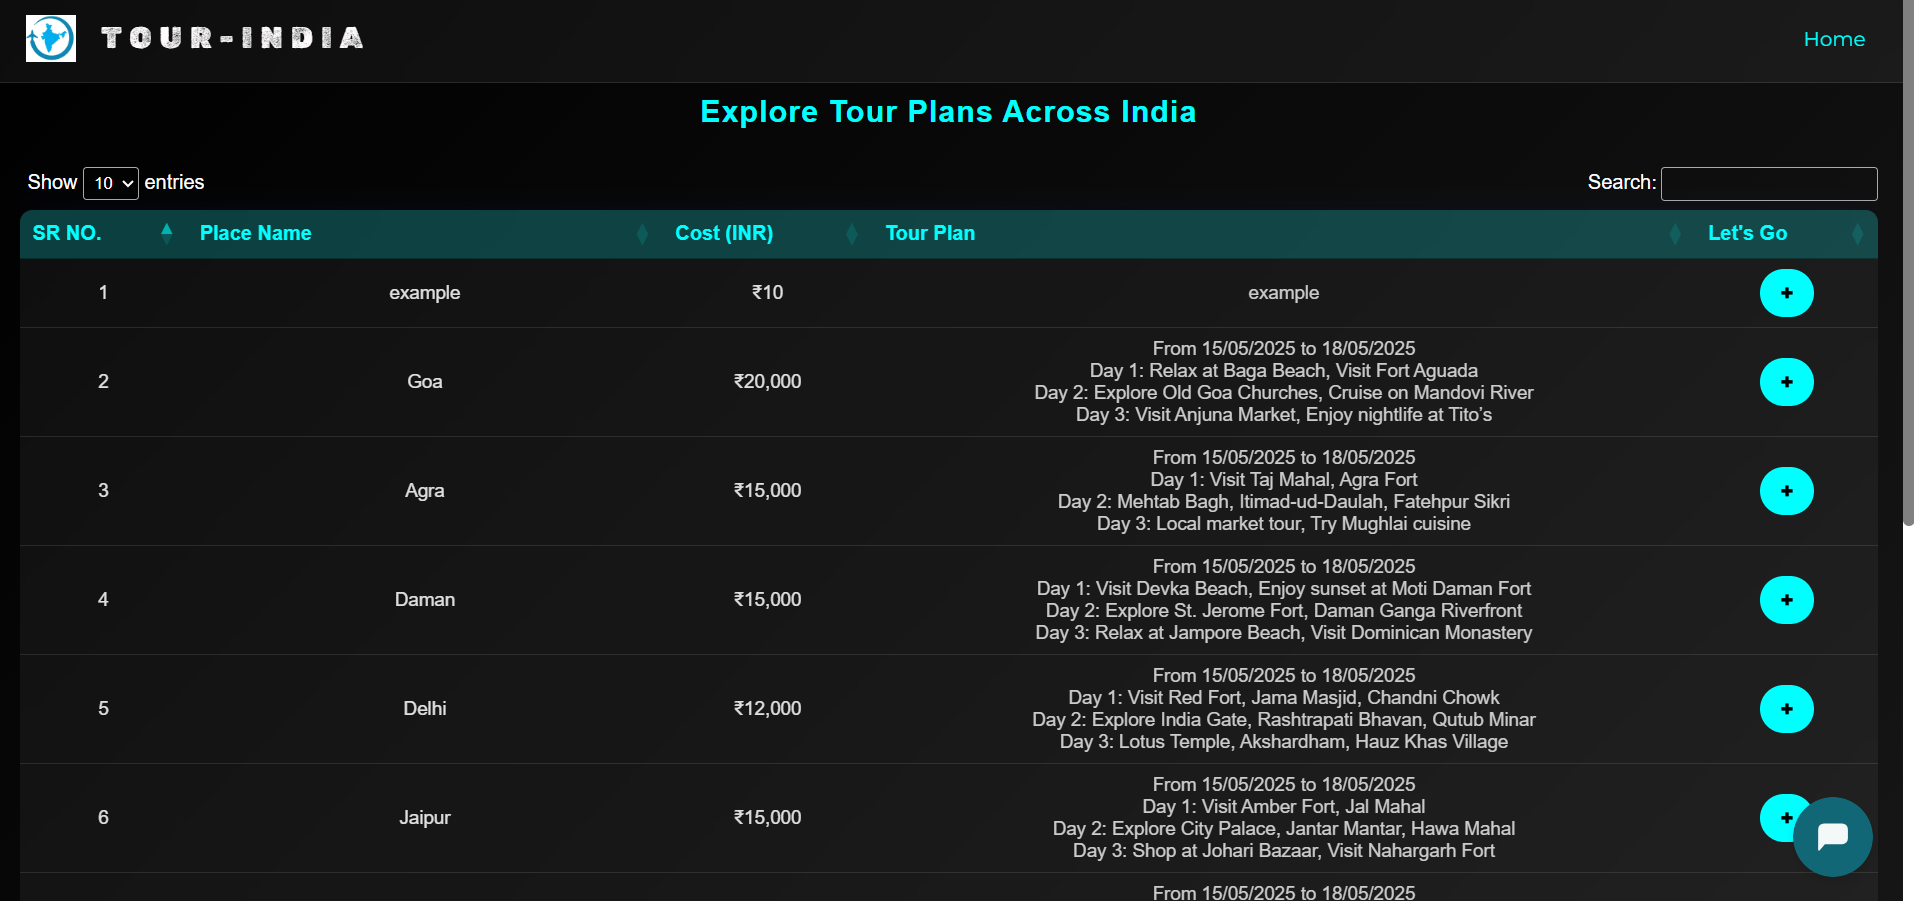 TOUR-INDIA
Home
Explore Tour Plans Across India
Show 10 entries
Search:
SR NO. Place Name Cost (INR) Tour Plan Let's Go
1 example ₹10 example +
From 15/05/2025 to 18/05/2025
Day 1: Relax at Baga Beach, Visit Fort Aguada
2 Goa ₹20,000 +
Day 2: Explore Old Goa Churches, Cruise on Mandovi River
Day 3: Visit Anjuna Market, Enjoy nightlife at Tito’s
From 15/05/2025 to 18/05/2025
Day 1: Visit Taj Mahal, Agra Fort
3 Agra ₹15,000 +
Day 2: Mehtab Bagh, Itimad-ud-Daulah, Fatehpur Sikri
Day 3: Local market tour, Try Mughlai cuisine
From 15/05/2025 to 18/05/2025
Day 1: Visit Devka Beach, Enjoy sunset at Moti Daman Fort
4 Daman ₹15,000 +
Day 2: Explore St. Jerome Fort, Daman Ganga Riverfront
Day 3: Relax at Jampore Beach, Visit Dominican Monastery
From 15/05/2025 to 18/05/2025
Day 1: Visit Red Fort, Jama Masjid, Chandni Chowk
5 Delhi ₹12,000 +
Day 2: Explore India Gate, Rashtrapati Bhavan, Qutub Minar
Day 3: Lotus Temple, Akshardham, Hauz Khas Village
From 15/05/2025 to 18/05/2025
Day 1: Visit Amber Fort, Jal Mahal
6 Jaipur ₹15,000 +
Day 2: Explore City Palace, Jantar Mantar, Hawa Mahal
Day 3: Shop at Johari Bazaar, Visit Nahargarh Fort
From 15/05/2025 to 18/05/2025